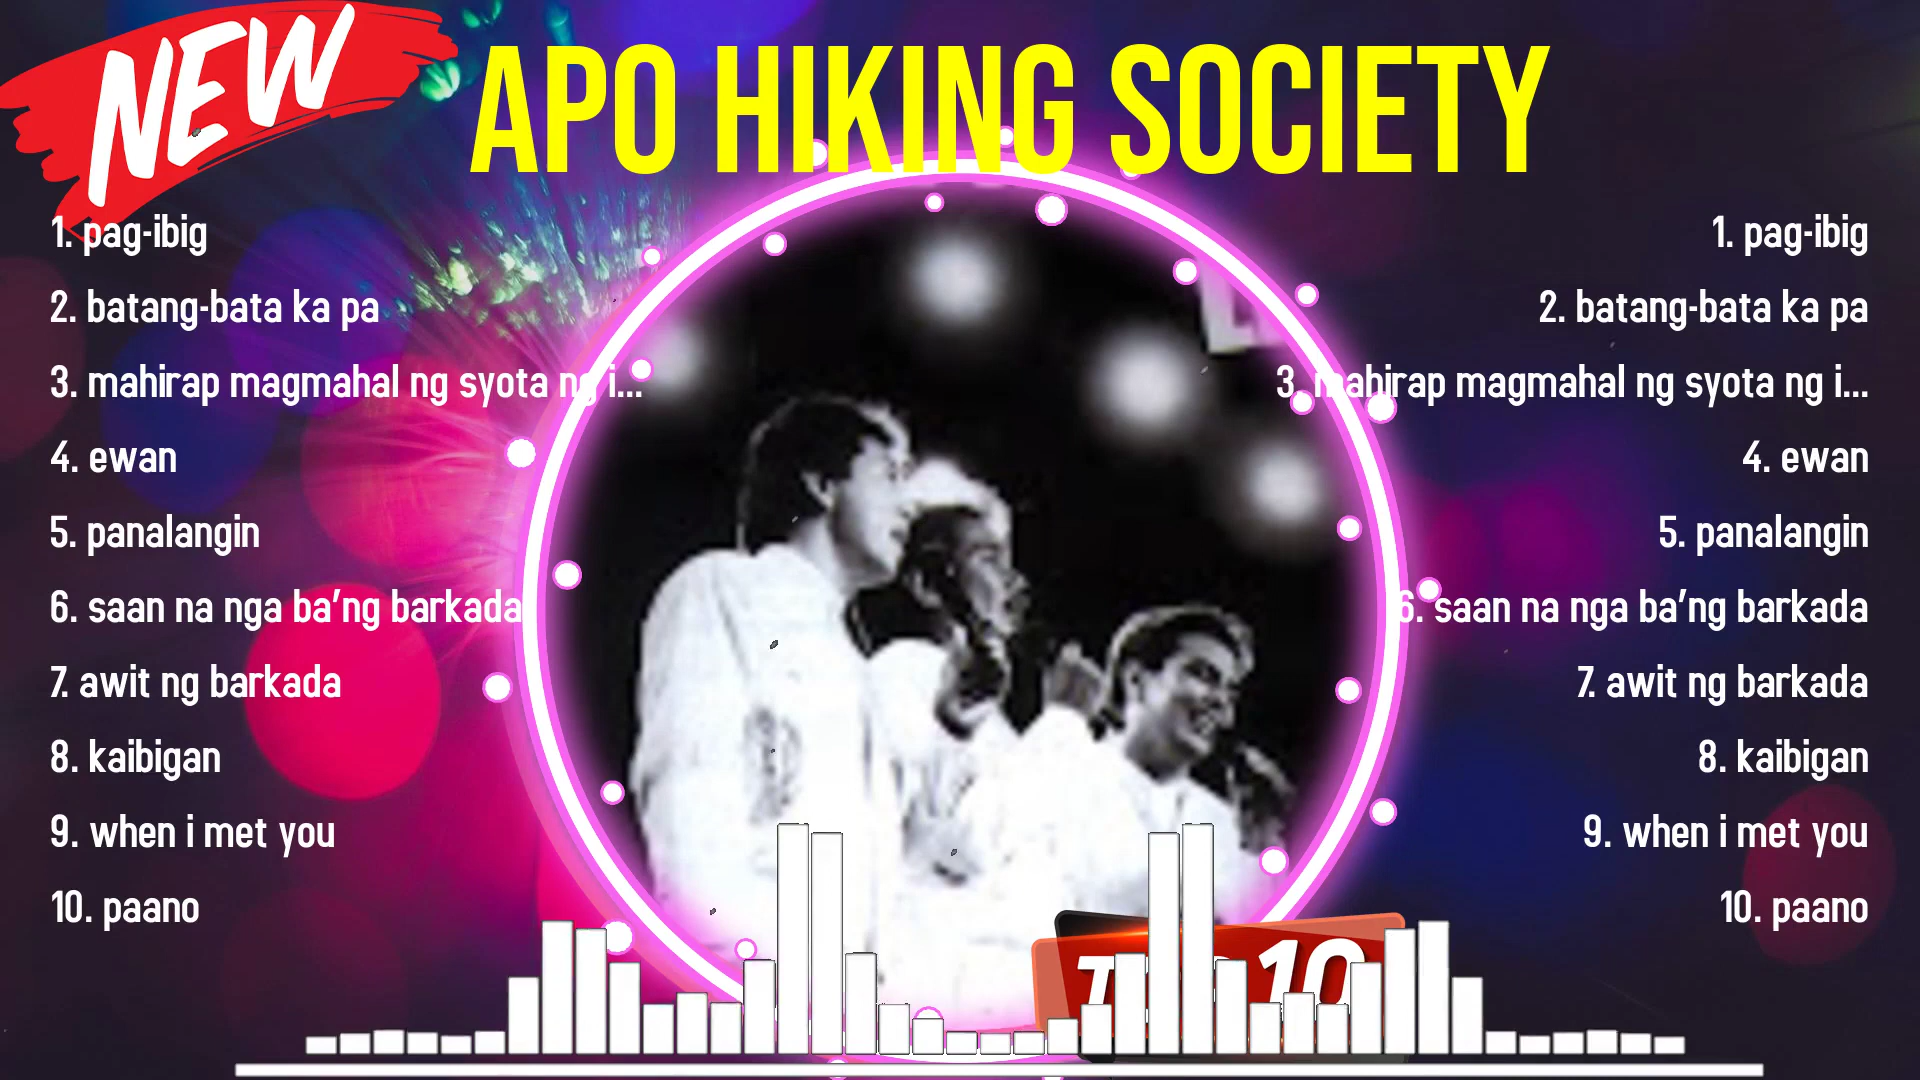 NEW
APO HIKING SOCIETY
1. pag-ibig
2. batang-bata ka pa
3. mahirap magmahal ng syota ng i...
4. ewan
5. panalangin
6. saan na nga ba’ng barkada
7. awit ng barkada
8. kaibigan
9. when i met you
10. paano
1. pag-ibig
2. batang-bata ka pa
3. mahirap magmahal ng syota ng i...
4. ewan
5. panalangin
6. saan na nga ba’ng barkada
7. awit ng barkada
8. kaibigan
9. when i met you
10. paano
10